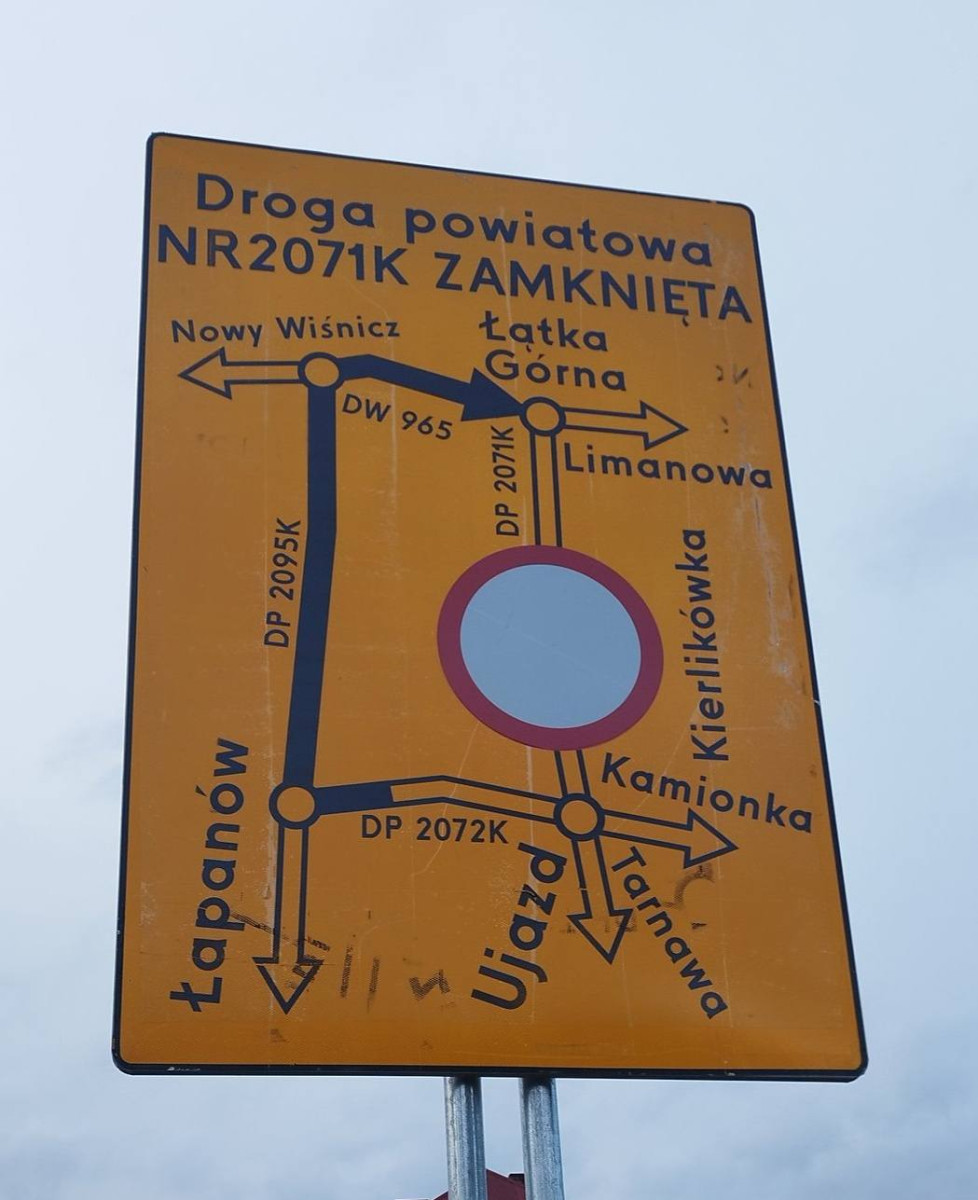 Droga powiatowa
NR2071K ZAMKNIĘTA
Nowy Wiśnicz
Łątka
Górna
DW 965
Limanowa
DP 2071K
DP 2095K
Kierlikówka
Kamionka
DP 2072K
Łapanów
Ujazd
Tarnawa